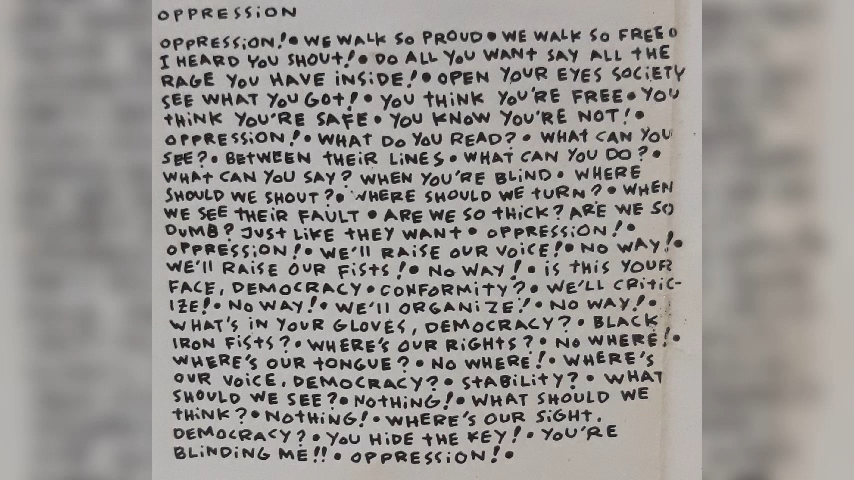 OPPRESSiON
OPPRESSiON!• WE WALK SO PROUD • WE WALK SO FREE •
I HEARD YOU SHOUT!• DO ALL YOU WANT SAY ALL THE
RAGE YOU HAVE INSiDE!• OPEN YOUR EYES SOCiETY
SEE WHAT YOU GOT!• YOU THINK YOU'RE FREE • YOU
THINK YOU'RE SAFE • YOU KNOW YOU'RE NOT!•
OPPRESSION!• WHAT DO YOU READ?• WHAT CAN YOU
SEE?• BETWEEN THEIR LINES • WHAT CAN YOU DO?•
WHAT CAN YOU SAY? WHEN YOU'RE BLIND • WHERE
SHOULD WE SHOUT?• WHERE SHOULD WE TURN?• WHEN
WE SEE THEIR FAULT • ARE WE SO THICK? ARE WE SO
DUMB? JUST LIKE THEY WANT • OPPRESSiON!•
OPPRESSION!• WE'll RAISE OUR VOICE!• NO WAY!•
WE'll RAISE OUR FISTS!• NO WAY!• iS THIS YOUR
FACE, DEMOCRACY • CONFORMITY?• WE'LL CRiTiC-
IZE!• NO WAY!• WE'll ORGANiZE!• NO WAY!•
WHAT'S IN YOUR GLOVES, DEMOCRACY?• BLACK
IRON FiSTS?• WHERE'S OUR RIGHTS?• NO WHERE!•
WHERE'S OUR TONGUE?• NO WHERE!• WHERE'S
OUR VOICE, DEMOCRACY?• STABiLiTY?• WHAT
SHOULD WE SEE?• NOTHING!• WHAT SHOULD WE
THINK?• NOTHING!• WHERE'S OUR SIGHT,
DEMOCRACY?• YOU HiDE THE KEY!• YOU'RE
BLINDING ME!!• OPPRESSiON!•